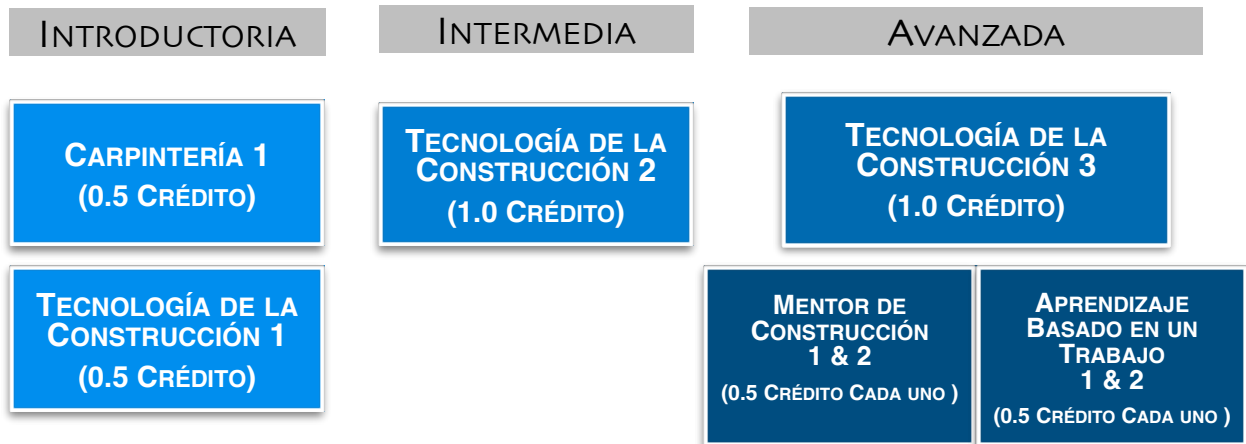 Introductoria
Intermedia
Avanzada
Carpintería 1
(0.5 Crédito)
Tecnología de la
Construcción 1
(0.5 Crédito)
Tecnología de la
Construcción 2
(1.0 Crédito)
Tecnología de la
Construcción 3
(1.0 Crédito)
Mentor de
Construcción
1 & 2
(0.5 Crédito Cada uno )
Aprendizaje
Basado en un
Trabajo
1 & 2
(0.5 Crédito Cada uno )